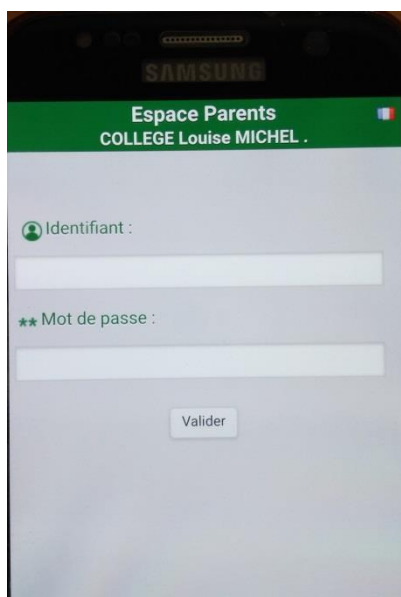 SAMSUNG
Espace Parents
COLLEGE Louise MICHEL .
Identifiant :
** Mot de passe :
Valider